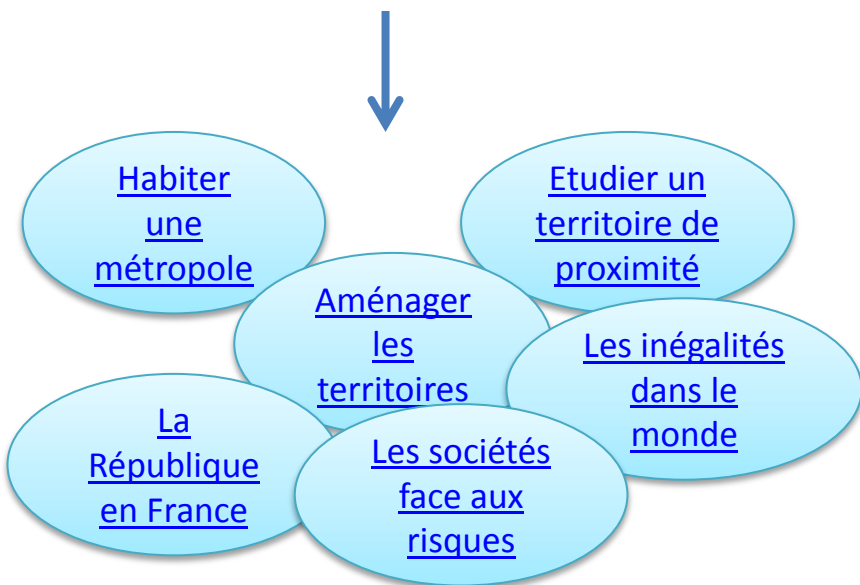 Habiter
une
métropole
Etudier un
territoire de
proximité
Aménager
les
territoires
Les inégalités
dans le
monde
La
République
en France
Les sociétés
face aux
risques